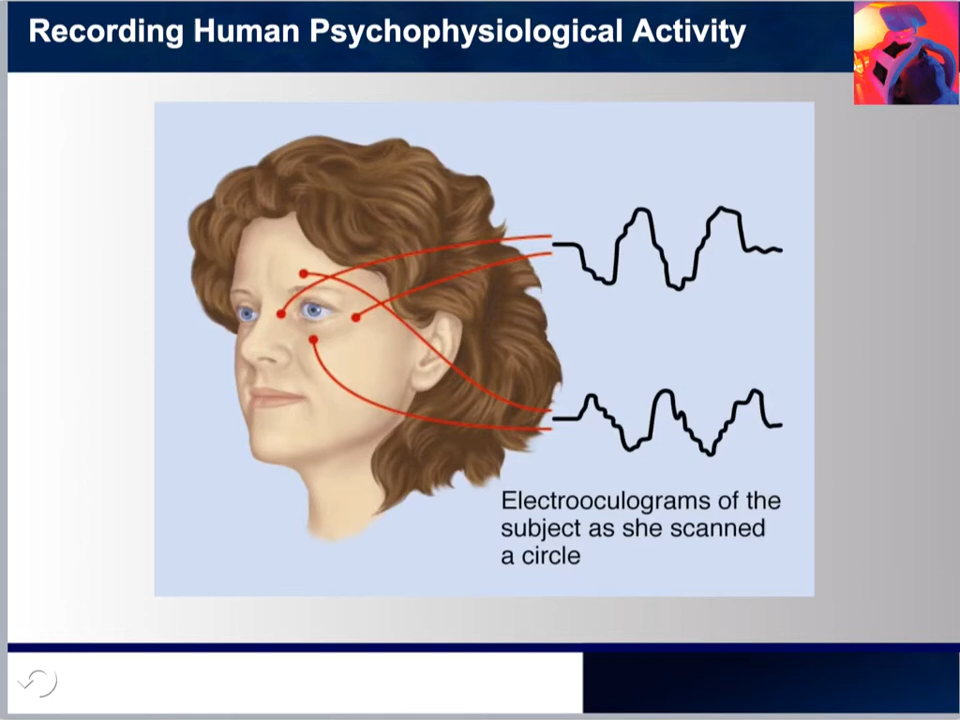 Recording Human Psychophysiological Activity
Electrooculograms of the
subject as she scanned
a circle